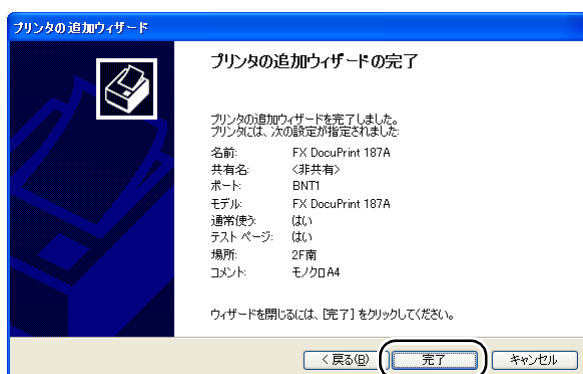 プリンタの追加ウィザード
プリンタの追加ウィザードの完了
プリンタの追加ウィザードを完了しました。
プリンタには、次の設定が指定されました:
名前: FX DocuPrint 187A
共有名: <非共有>
ポート: BNT1
モデル: FX DocuPrint 187A
通常使う: はい
テスト ページ: はい
場所: 2F南
コメント: モノクロA4
ウィザードを閉じるには、[完了] をクリックしてください。
< 戻る(B) 完了 キャンセル